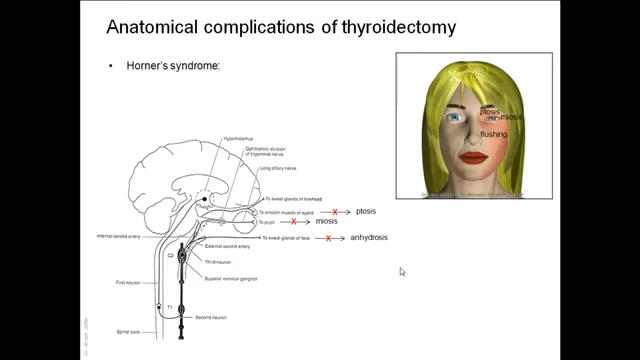 Anatomical complications of thyroidectomy
• Horner's syndrome:
ptosis
miosis
flushing
Hypothalamus
Ophthalmic division
of trigeminal nerve
Long ciliary nerve
To sweat glands of forehead
To smooth muscle of eyelid
ptosis
To pupil
miosis
Internal carotid artery
To sweat glands of face
anhydrosis
External carotid artery
C2
Third neuron
Superior cervical ganglion
First neuron
T1
Second neuron
Spinal cord